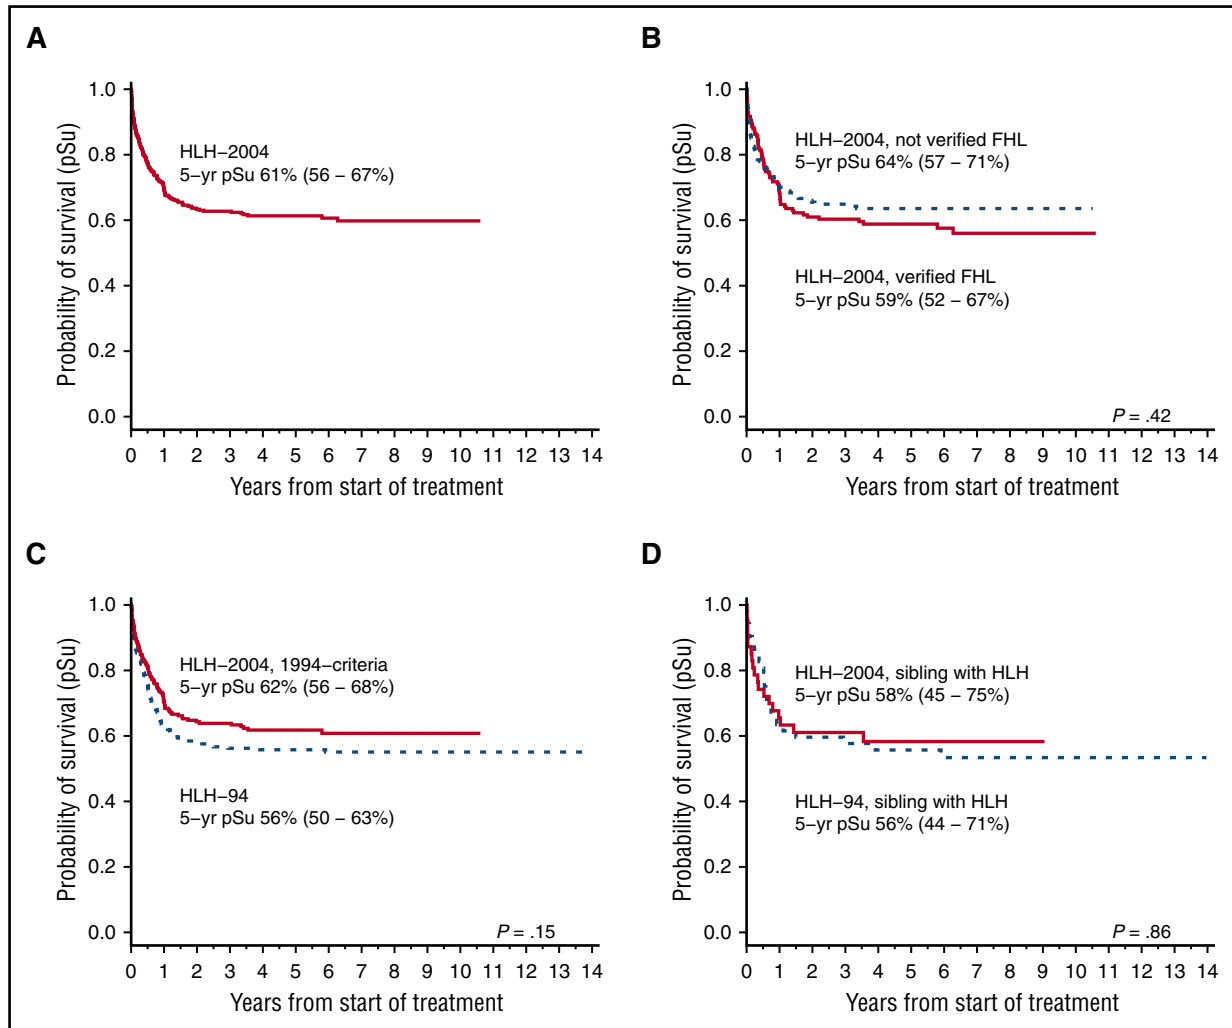 A
1.0
0.8
0.6
0.4
0.2
0.0
Probability of survival (pSu)
HLH−2004
5−yr pSu 61% (56 − 67%)
0 1 2 3 4 5 6 7 8 9 10 11 12 13 14
Years from start of treatment
B
1.0
0.8
0.6
0.4
0.2
0.0
Probability of survival (pSu)
HLH−2004, not verified FHL
5−yr pSu 64% (57 − 71%)
HLH−2004, verified FHL
5−yr pSu 59% (52 − 67%)
P = .42
0 1 2 3 4 5 6 7 8 9 10 11 12 13 14
Years from start of treatment
C
1.0
0.8
0.6
0.4
0.2
0.0
Probability of survival (pSu)
HLH−2004, 1994−criteria
5−yr pSu 62% (56 − 68%)
HLH−94
5−yr pSu 56% (50 − 63%)
P = .15
0 1 2 3 4 5 6 7 8 9 10 11 12 13 14
Years from start of treatment
D
1.0
0.8
0.6
0.4
0.2
0.0
Probability of survival (pSu)
HLH−2004, sibling with HLH
5−yr pSu 58% (45 − 75%)
HLH−94, sibling with HLH
5−yr pSu 56% (44 − 71%)
P = .86
0 1 2 3 4 5 6 7 8 9 10 11 12 13 14
Years from start of treatment